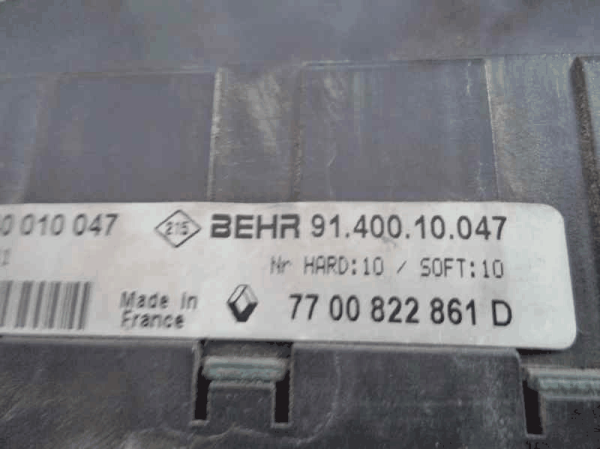 0 010 047 215 BEHR 91.400.10.047
Nr HARD:10 / SOFT:10
Made in France 77 00 822 861 D